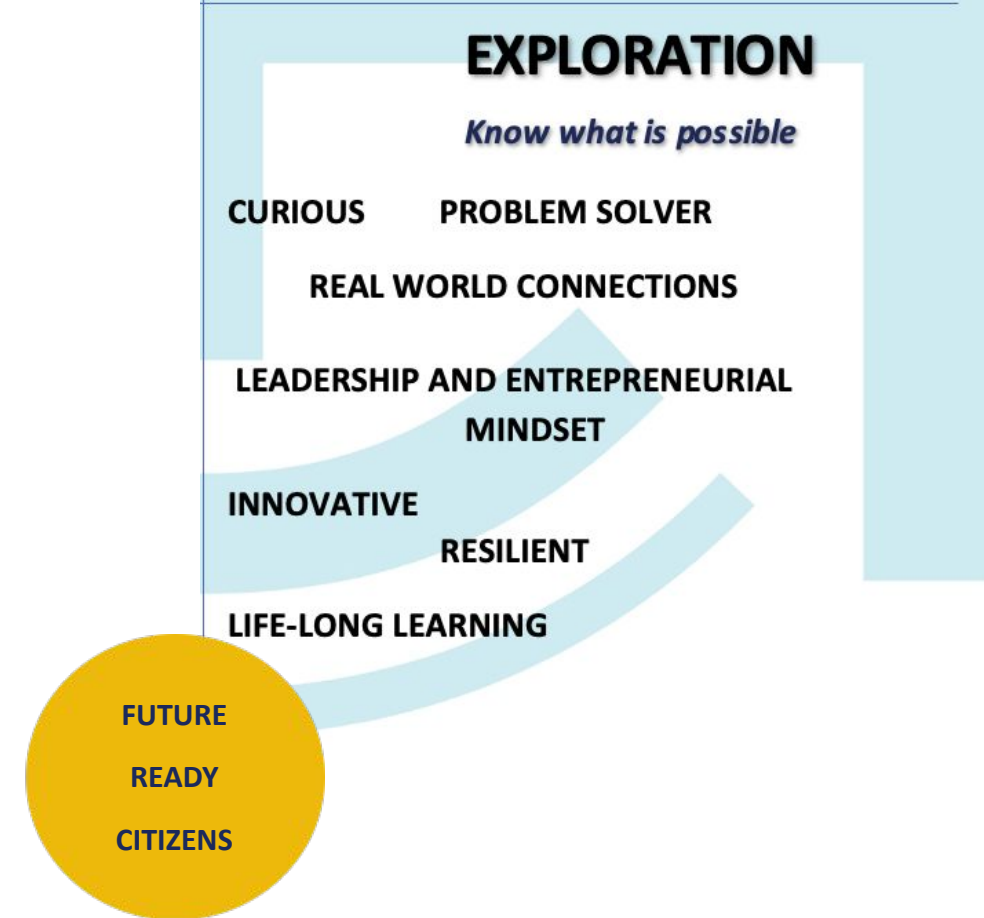 EXPLORATION
Know what is possible
CURIOUS PROBLEM SOLVER
REAL WORLD CONNECTIONS
LEADERSHIP AND ENTREPRENEURIAL
MINDSET
INNOVATIVE
RESILIENT
LIFE-LONG LEARNING
FUTURE
READY
CITIZENS